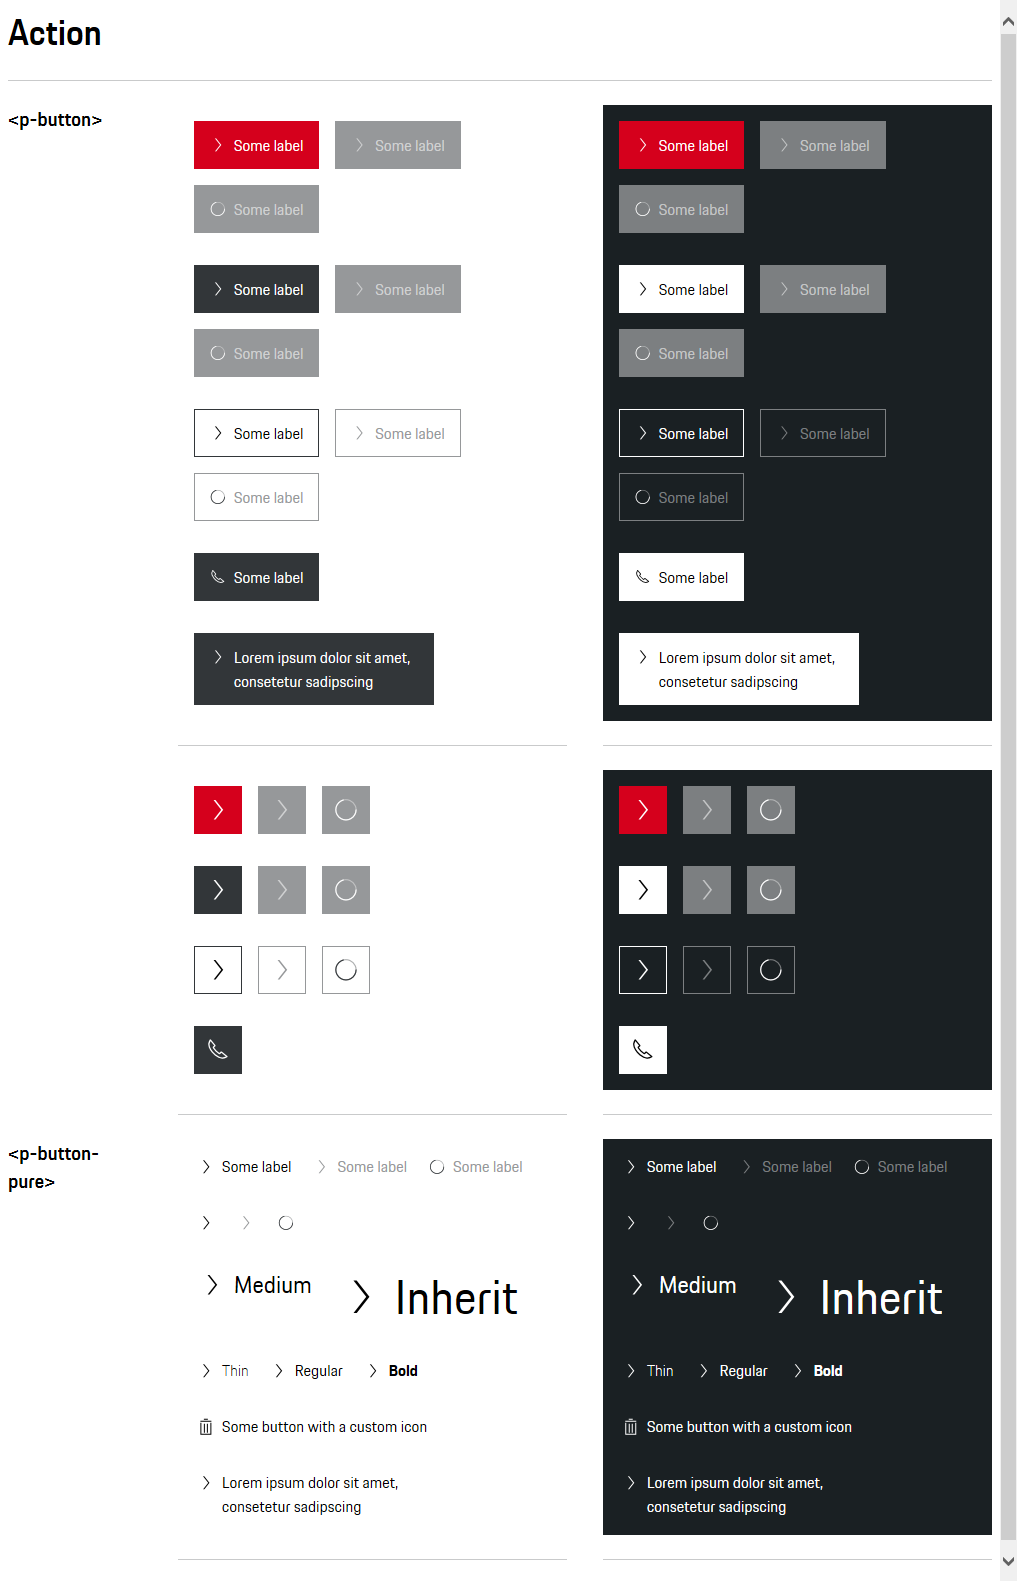 Action
<p-button>
Some label Some label
Some label
Some label Some label
Some label
Some label Some label
Some label
Some label
Lorem ipsum dolor sit amet,
consetetur sadipscing
Some label Some label
Some label
Some label Some label
Some label
Some label Some label
Some label
Some label
Lorem ipsum dolor sit amet,
consetetur sadipscing
<p-button-
pure>
Some label Some label Some label
Medium Inherit
Thin Regular Bold
Some button with a custom icon
Lorem ipsum dolor sit amet,
consetetur sadipscing
Some label Some label Some label
Medium Inherit
Thin Regular Bold
Some button with a custom icon
Lorem ipsum dolor sit amet,
consetetur sadipscing